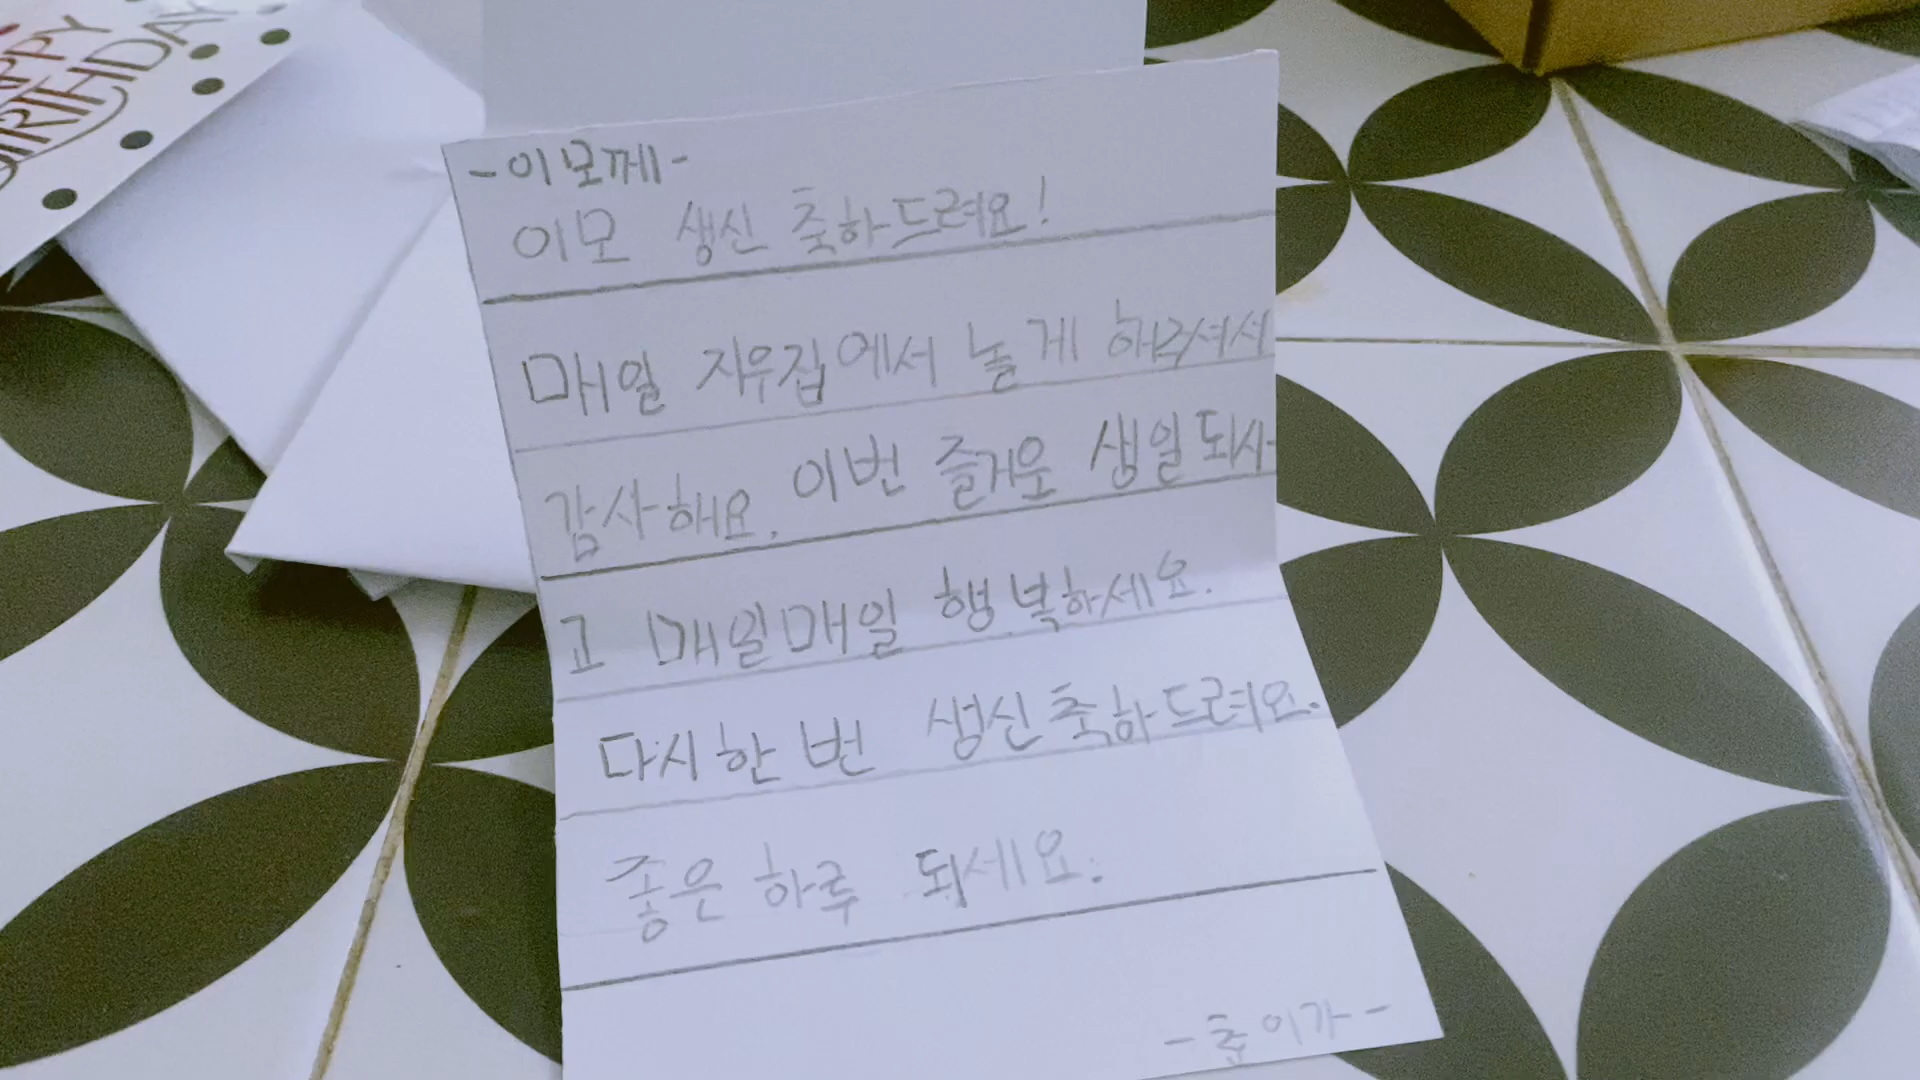 HAPPY
BIRTHDAY
-이모께-
이모 생신 축하드려요!
매일 지우집에서 놀게 해주셔서
감사해요. 이번 즐거운 생일되시
고 매일매일 행복하세요.
다시한번 생신축하드려요.
좋은 하루 되세요.